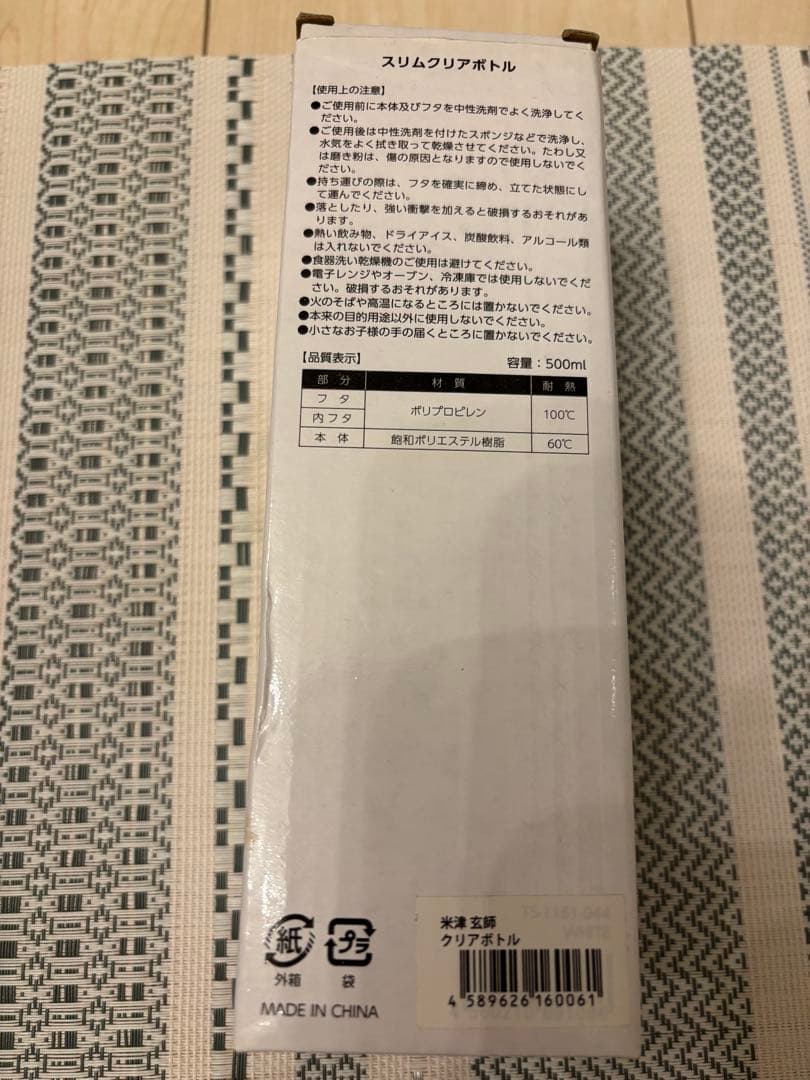 スリムクリアボトル
【使用上の注意】
●ご使用前に本体及びフタを中性洗剤でよく洗浄してく
ださい。
●ご使用後は中性洗剤を付けたスポンジなどで洗浄し、
水気をよく拭き取って乾燥させてください。たわし又
は磨き粉は、傷の原因となりますので使用しないでく
ださい。
●持ち運びの際は、フタを確実に締め、立てた状態にし
て運んでください。
●落としたり、強い衝撃を加えると破損するおそれがあ
ります。
●熱い飲み物、ドライアイス、炭酸飲料、アルコール類
は入れないでください。
●食器洗い乾燥機のご使用は避けてください。
●電子レンジやオーブン、冷凍庫では使用しないでくだ
さい。破損するおそれがあります。
●火のそばや高温になるところには置かないでください。
●本来の目的用途以外に使用しないでください。
●小さなお子様の手の届くところに置かないでください。
【品質表示】 容量：500ml
部 分 材 質 耐 熱
フ タ
ポリプロピレン 100℃
内フタ
本 体 飽和ポリエステル樹脂 60℃
紙 プラ
外箱 袋
MADE IN CHINA
米津 玄師
クリアボトル
4 589626 160061